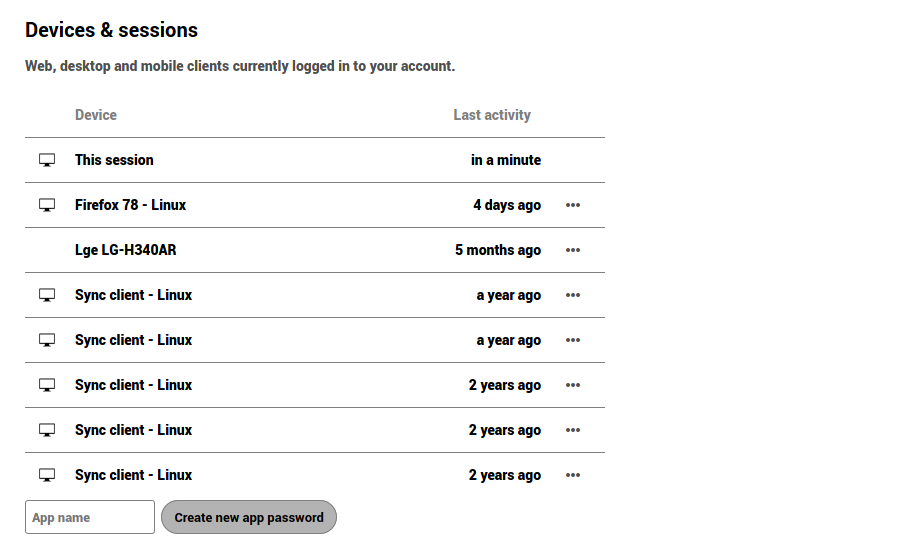 Devices & sessions
Web, desktop and mobile clients currently logged in to your account.
Device Last activity
This session in a minute
Firefox 78 - Linux 4 days ago
Lge LG-H340AR 5 months ago
Sync client - Linux a year ago
Sync client - Linux a year ago
Sync client - Linux 2 years ago
Sync client - Linux 2 years ago
Sync client - Linux 2 years ago
App name Create new app password